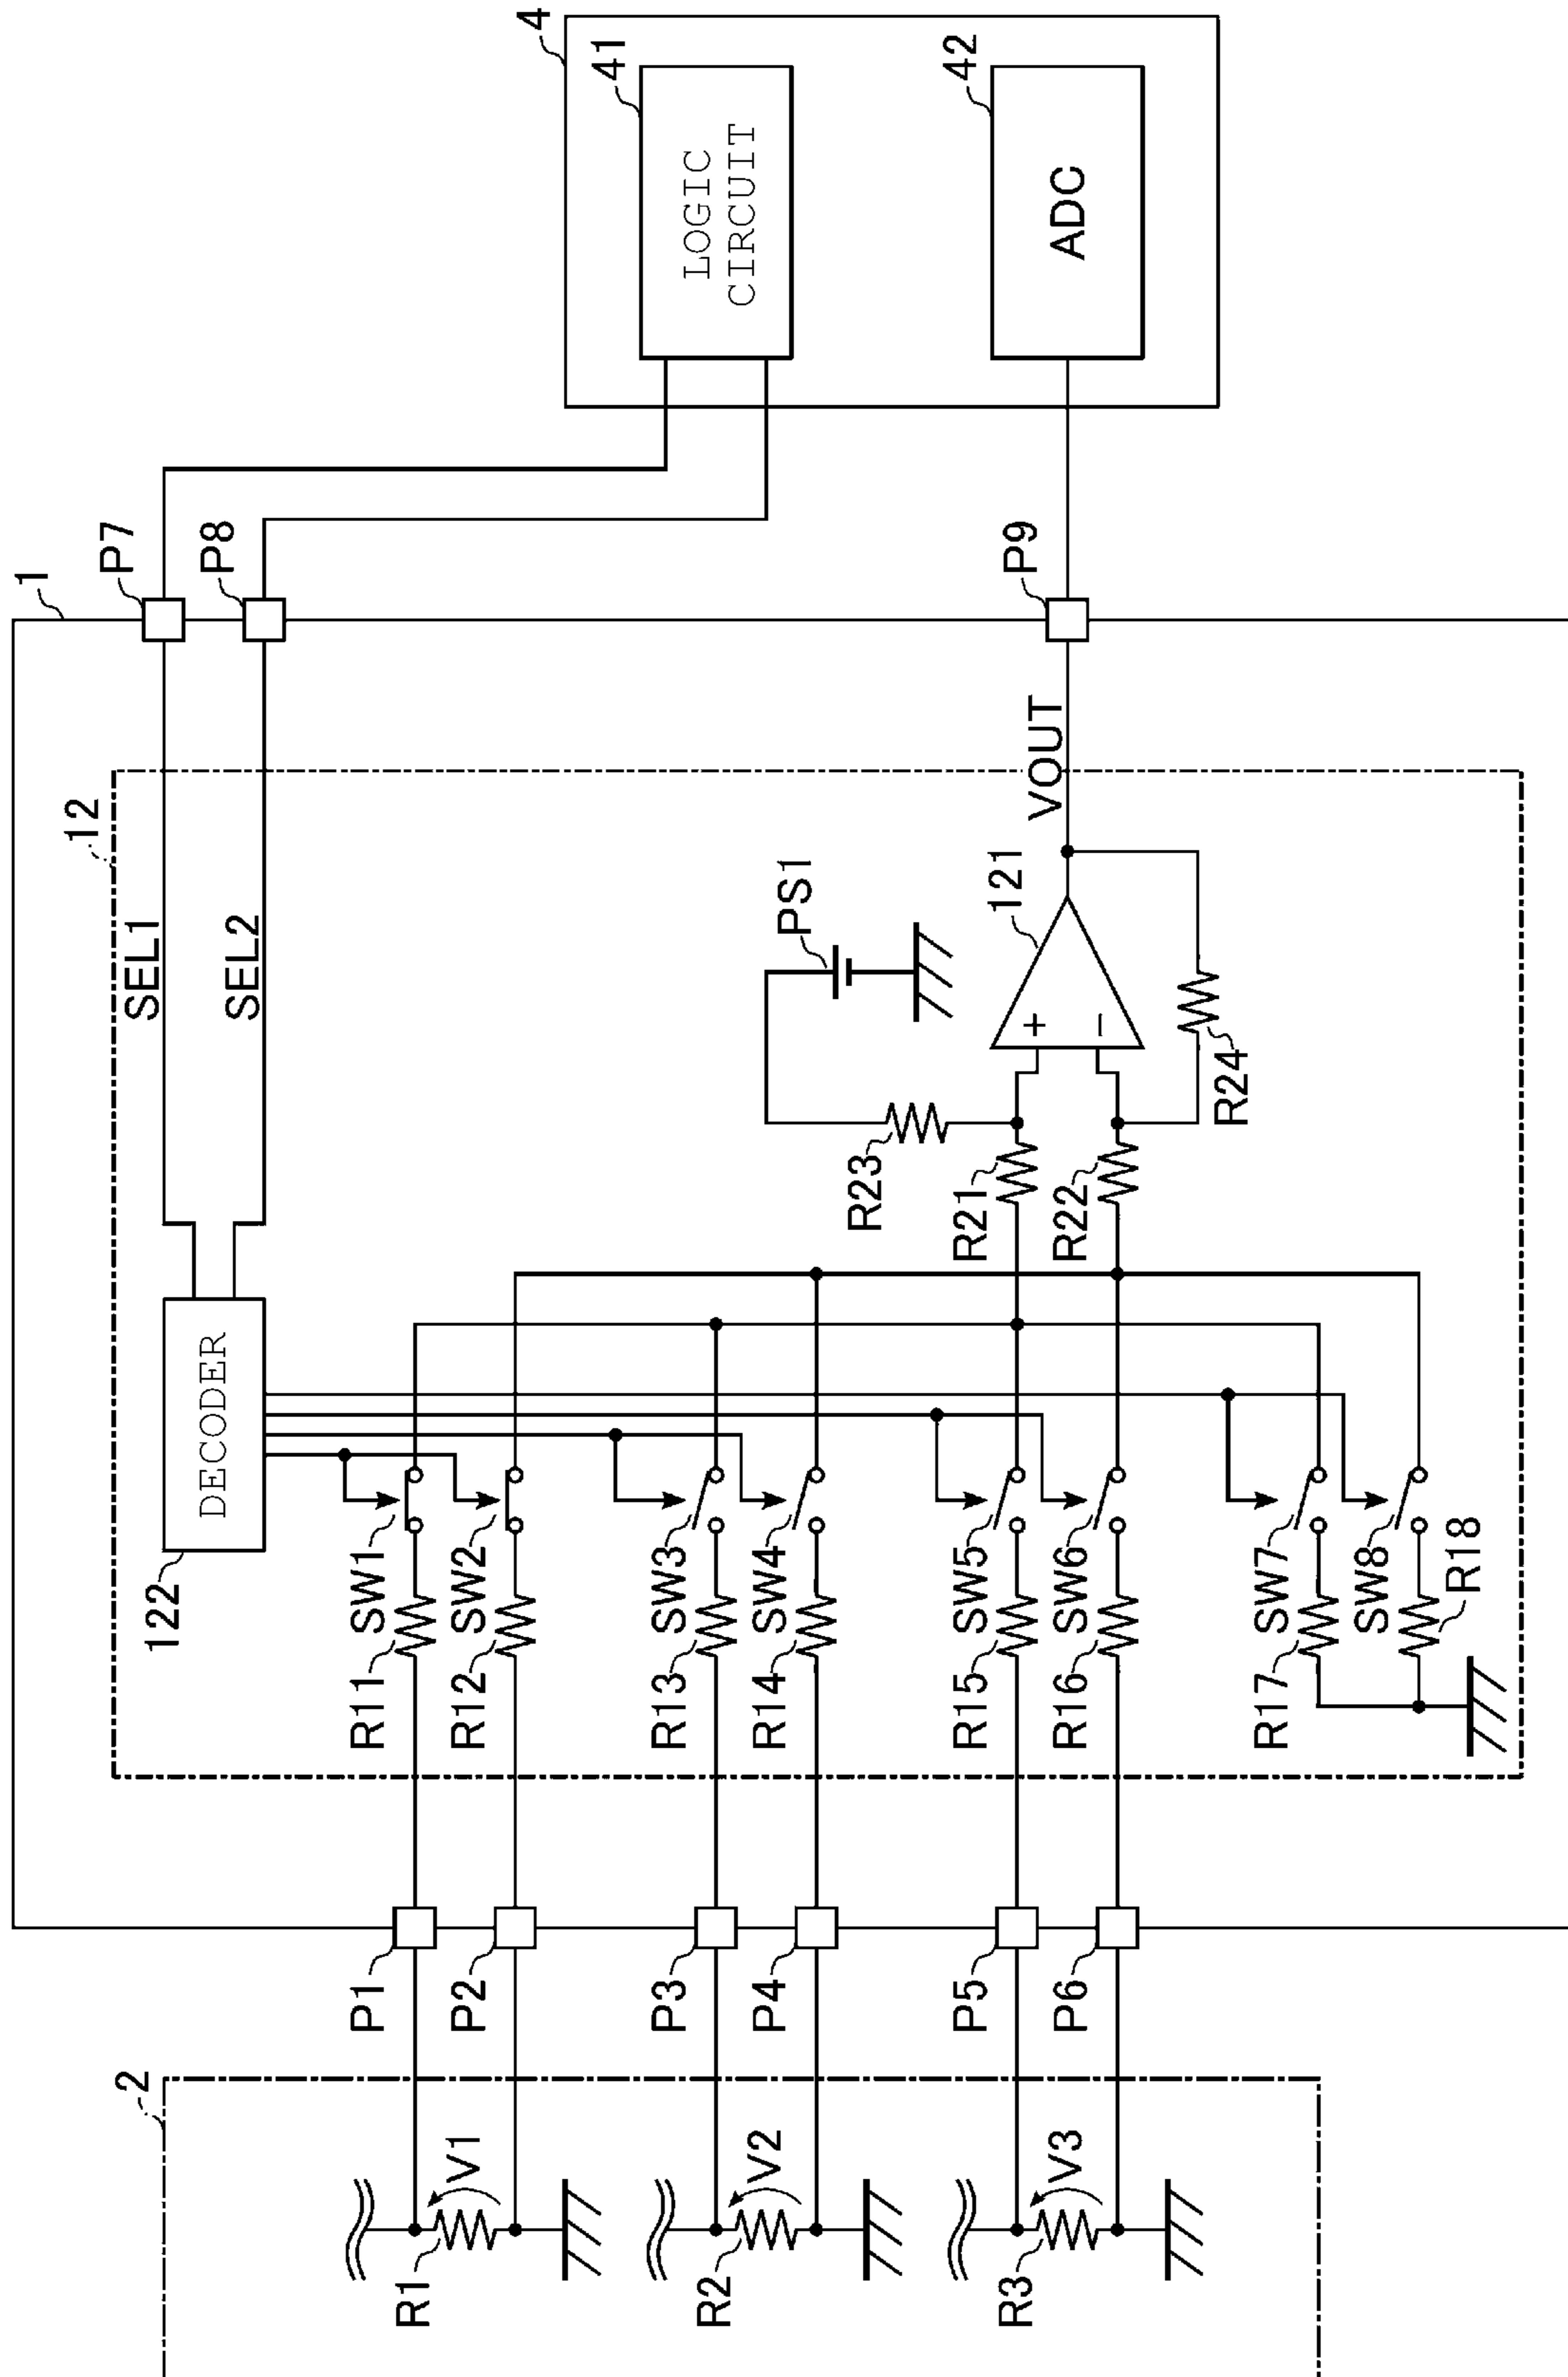 1
P7
P8
4
41
LOGIC
CIRCUIT
42
ADC
P9
12
SEL1
SEL2
PS1
121
VOUT
R23
R21
R22
R24
DECODER
122
SW1
SW2
SW3
SW4
SW5
SW6
SW7
SW8
R11
R12
R13
R14
R15
R16
R17
R18
+
−
P1
P2
P3
P4
P5
P6
2
V1
V2
V3
R1
R2
R3